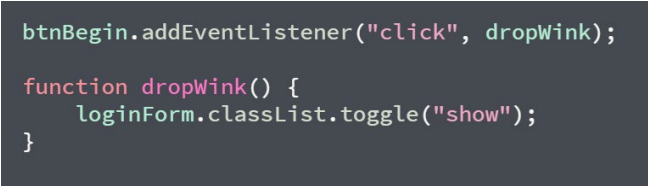 btnBegin.addEventListener("click", dropWink);
function dropWink() {
    loginForm.classList.toggle("show");
}